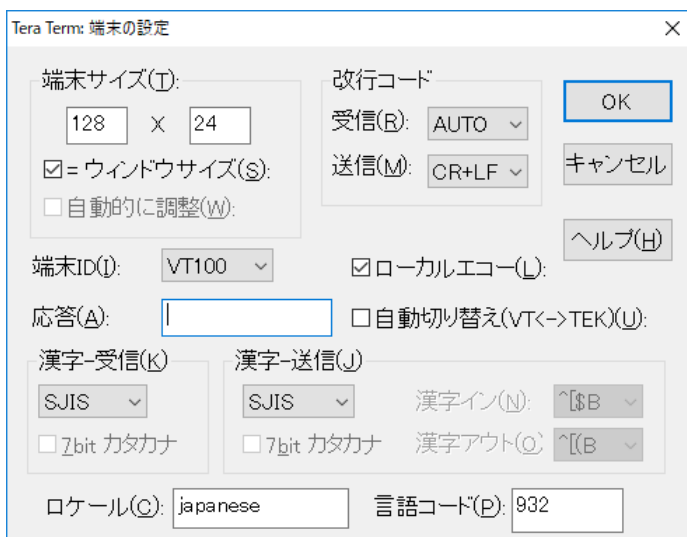 Tera Term: 端末の設定
端末サイズ(T):
128 X 24
=ウィンドウサイズ(S):
自動的に調整(W):
改行コード
受信(R): AUTO
送信(M): CR+LF
OK
キャンセル
ヘルプ(H)
端末ID(I): VT100
ローカルエコー(L):
応答(A):
自動切り替え(VT<->TEK)(U):
漢字-受信(K)
SJIS
7bit カタカナ
漢字-送信(J)
SJIS
7bit カタカナ
漢字イン(N): ^[$B
漢字アウト(O) ^[(B
ロケール(C): japanese
言語コード(P): 932